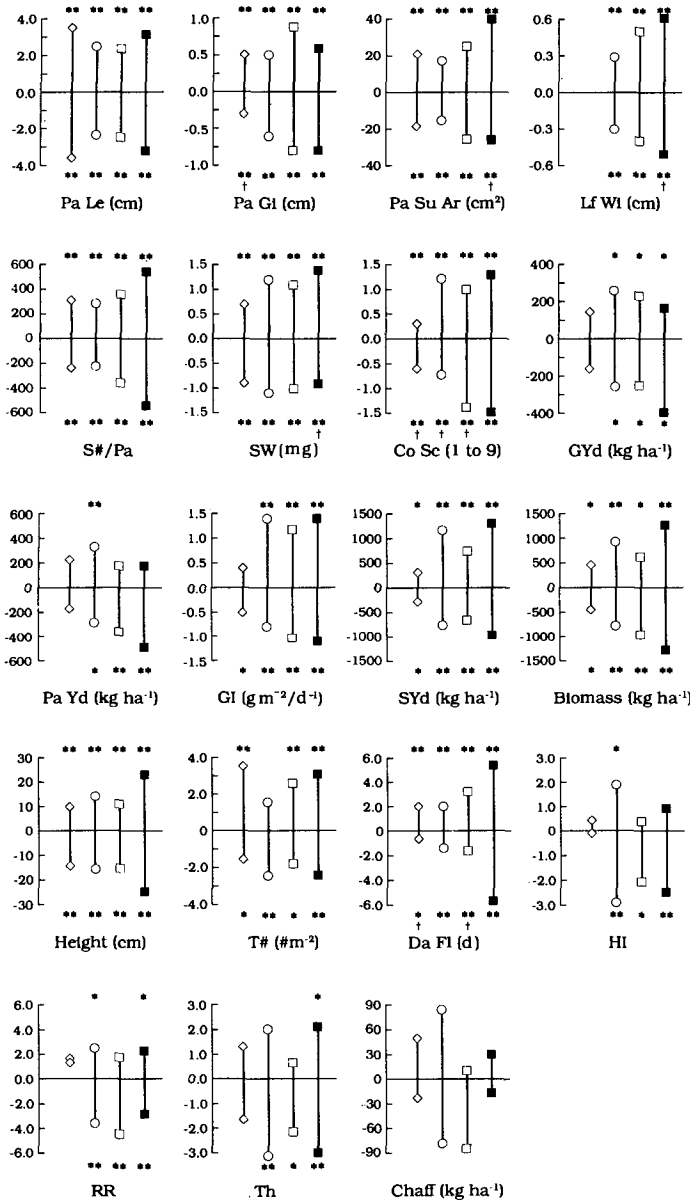 ** ** ** **
4.0
2.0
0.0
2.0
-4.0
** ** ** **
Pa Le (cm)
** ** ** **
1.0
0.5
0.0
-0.5
-1.0
** ** ** **
†
Pa Gi (cm)
** ** ** **
40
20
0
-20
-40
** ** ** **
†
Pa Su Ar (cm²)
** ** **
0.6
0.3
0.0
-0.3
-0.6
** ** **
†
Lf Wi (cm)
** ** ** **
600
400
200
0
-200
-400
-600
** ** ** **
S#/Pa
** ** ** **
1.5
1.0
0.5
0.0
-0.5
-1.0
-1.5
** ** ** **
†
SW (mg)
** ** ** **
1.5
1.0
0.5
0.0
-0.5
-1.0
-1.5
† † †
** ** ** **
Co Sc (1 to 9)
* * *
400
200
0
-200
-400
* * *
GYd (kg ha⁻¹)
**
600
400
200
0
-200
-400
-600
* ** **
Pa Yd (kg ha⁻¹)
** ** **
1.5
1.0
0.5
0.0
-0.5
-1.0
-1.5
* ** ** **
GI (g m⁻²/d⁻¹)
* ** ** **
1500
1000
500
0
-500
-1000
-1500
* ** ** **
SYd (kg ha⁻¹)
* ** ** **
1500
1000
500
0
-500
-1000
-1500
* ** ** **
Biomass (kg ha⁻¹)
** ** ** **
30
20
10
0
-10
-20
-30
** ** ** **
Height (cm)
** ** **
4.0
2.0
0
-2.0
-4.0
* ** * **
T# (#m⁻²)
** ** ** **
6.0
4.0
2.0
0.0
-2.0
-4.0
-6.0
* ** * **
† †
Da Fl (d)
*
3.0
2.0
1.0
0
-1.0
-2.0
-3.0
** * **
HI
* *
6.0
4.0
2.0
0
-2.0
-4.0
-6.0
** ** **
RR
*
3.0
2.0
1.0
0.0
-1.0
-2.0
-3.0
** * **
Th
90
60
30
0
-30
-60
-90
Chaff (kg ha⁻¹)